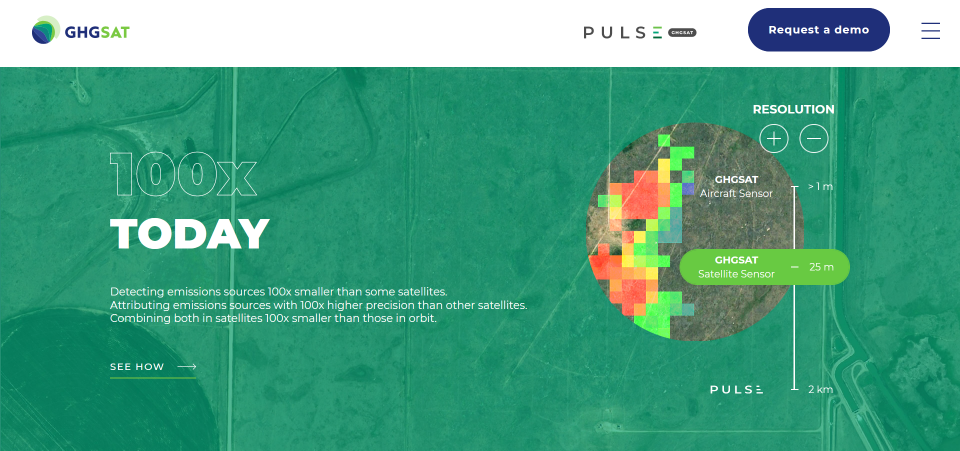 GHGSAT
PULSE GHGSAT
Request a demo
100x
TODAY
Detecting emissions sources 100x smaller than some satellites.
Attributing emissions sources with 100x higher precision than other satellites.
Combining both in satellites 100x smaller than those in orbit.
SEE HOW
RESOLUTION
GHGSAT
Aircraft Sensor
> 1 m
GHGSAT
Satellite Sensor
25 m
PULSE
2 km